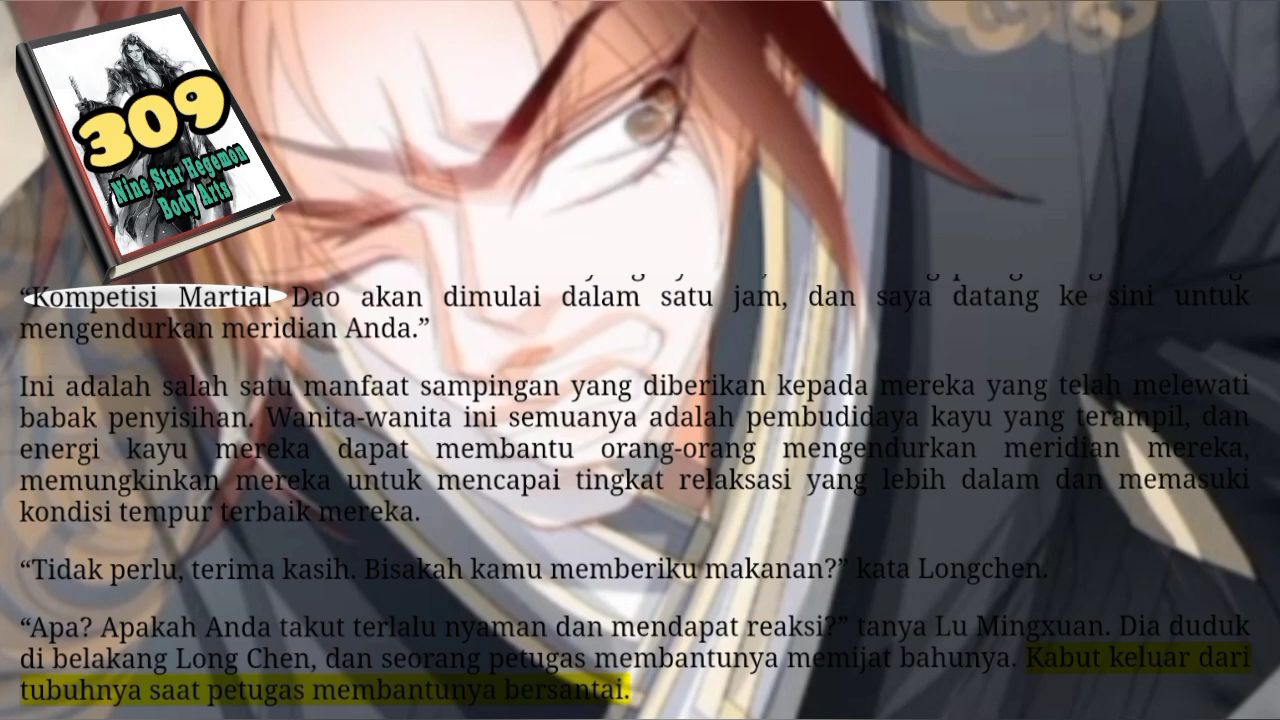 309
Nine Star Hegemon
Body Arts
“Kompetisi Martial Dao akan dimulai dalam satu jam, dan saya datang ke sini untuk
mengendurkan meridian Anda.”
Ini adalah salah satu manfaat sampingan yang diberikan kepada mereka yang telah melewati
babak penyisihan. Wanita-wanita ini semuanya adalah pembudidaya kayu yang terampil, dan
energi kayu mereka dapat membantu orang-orang mengendurkan meridian mereka,
memungkinkan mereka untuk mencapai tingkat relaksasi yang lebih dalam dan memasuki
kondisi tempur terbaik mereka.
“Tidak perlu, terima kasih. Bisakah kamu memberiku makanan?” kata Longchen.
“Apa? Apakah Anda takut terlalu nyaman dan mendapat reaksi?” tanya Lu Mingxuan. Dia duduk
di belakang Long Chen, dan seorang petugas membantunya memijat bahunya. Kabut keluar dari
tubuhnya saat petugas membantunya bersantai.